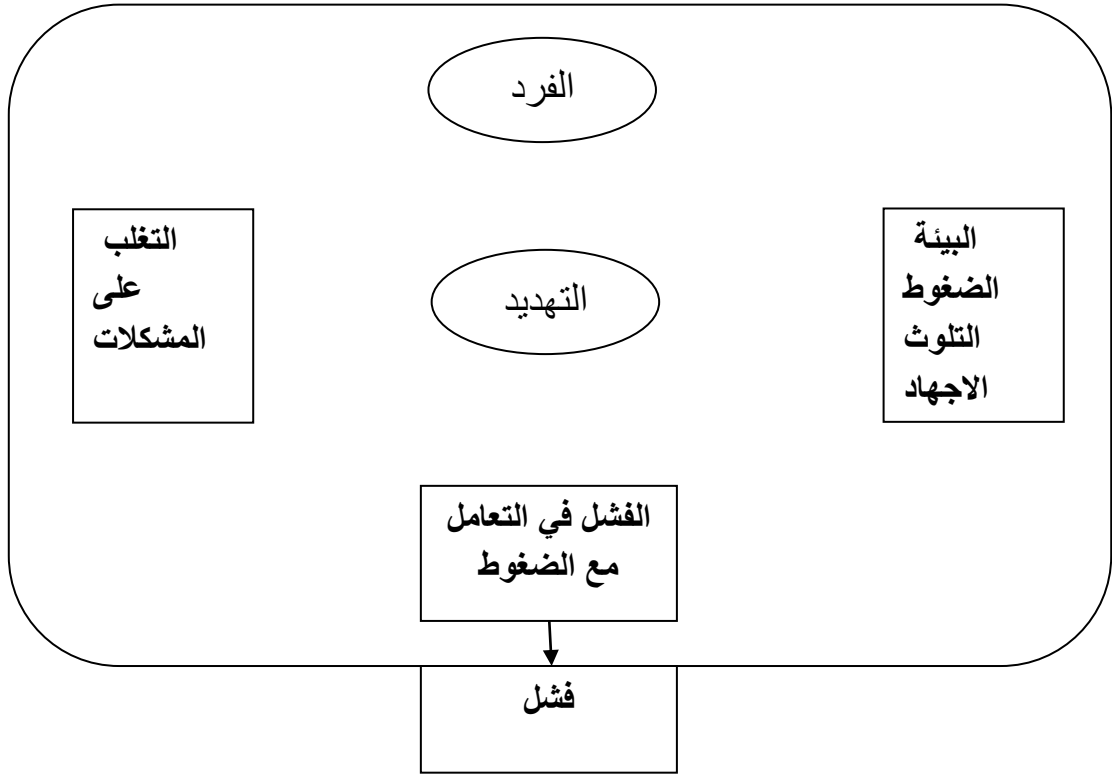 الفرد
البيئة
الضغوط
التلوث
الاجهاد
التهديد
التغلب
على
المشكلات
الفشل في التعامل
مع الضغوط
فشل